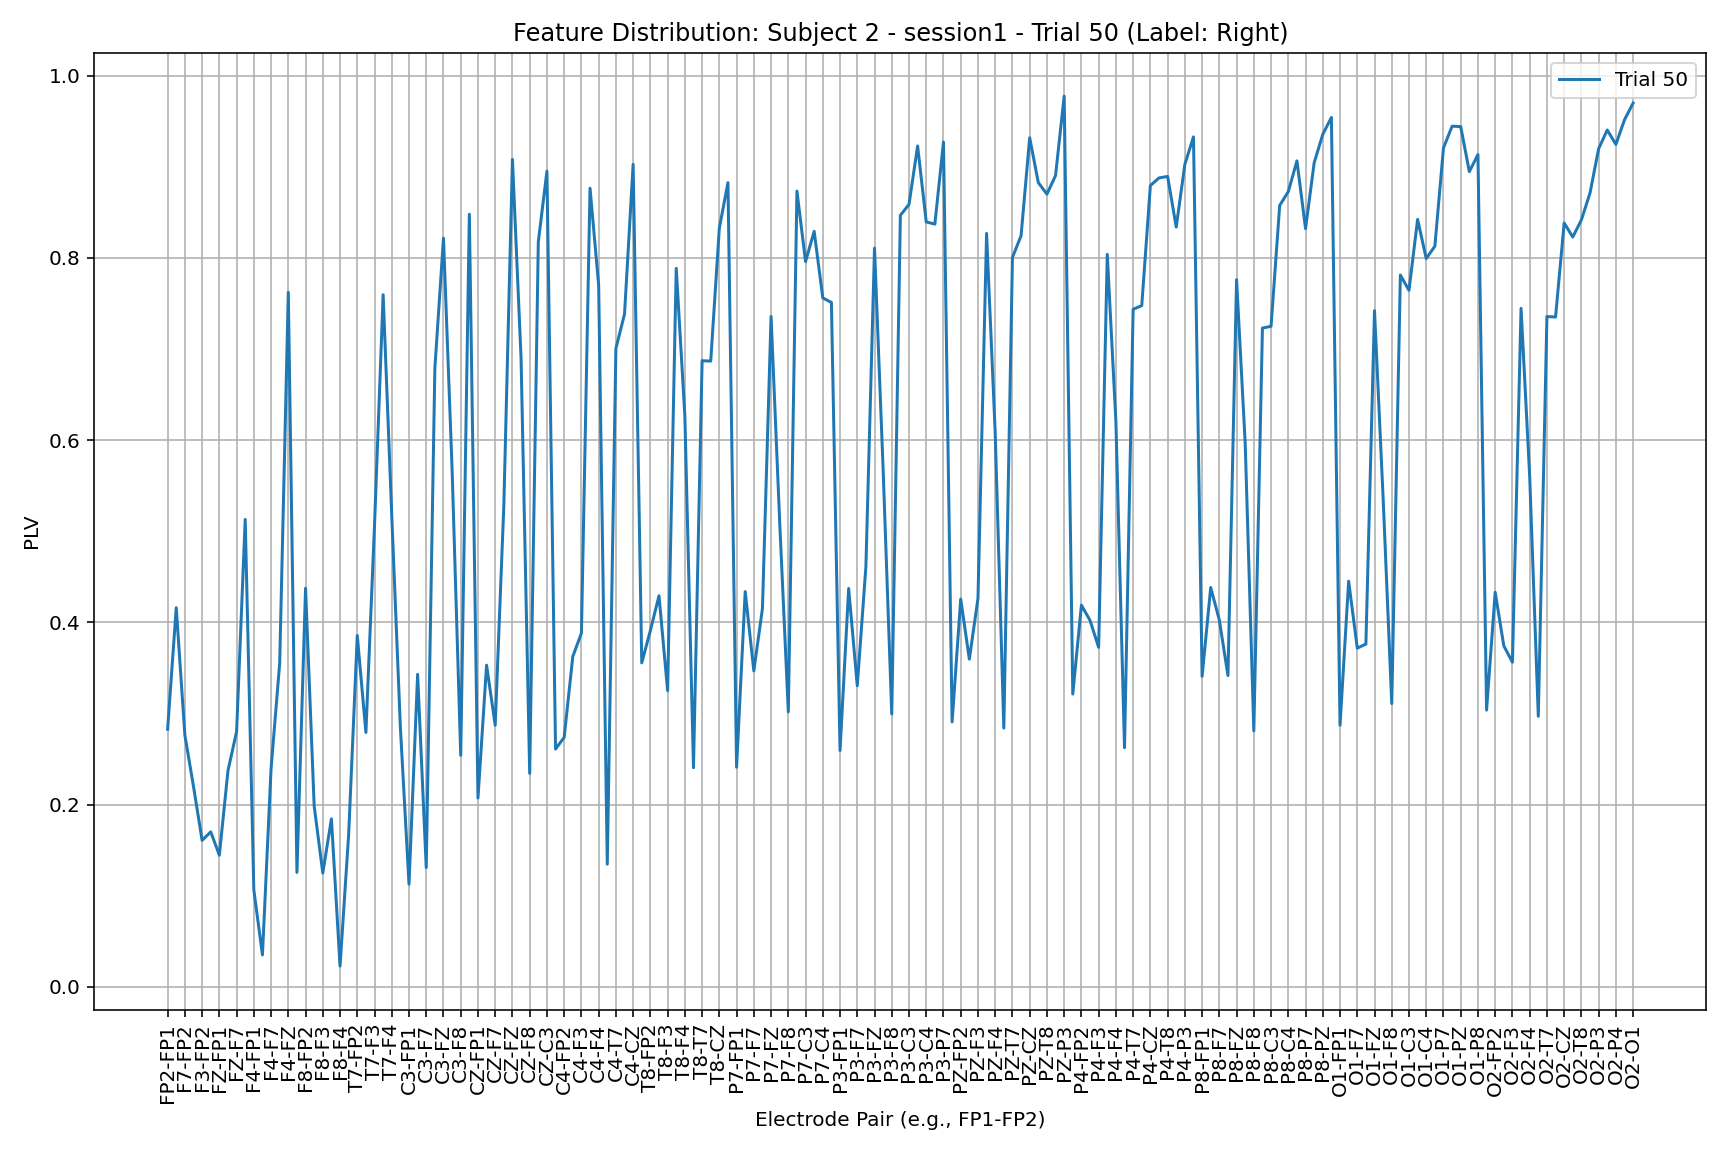 Feature Distribution: Subject 2 - session1 - Trial 50 (Label: Right)
Trial 50
1.0
0.8
0.6
0.4
0.2
0.0
PLV
FP2-FP1
F7-FP2
F3-FP2
FZ-FP1
FZ-F7
F4-FP1
F4-F7
F4-FZ
F8-FP2
F8-F3
F8-F4
T7-FP2
T7-F3
T7-F4
C3-FP1
C3-F7
C3-FZ
C3-F8
CZ-FP1
CZ-F7
CZ-FZ
CZ-F8
CZ-C3
C4-FP2
C4-F3
C4-F4
C4-T7
C4-CZ
T8-FP2
T8-F3
T8-F4
T8-T7
T8-CZ
P7-FP1
P7-F7
P7-FZ
P7-F8
P7-C3
P7-C4
P3-FP1
P3-F7
P3-FZ
P3-F8
P3-C3
P3-C4
P3-P7
PZ-FP2
PZ-F3
PZ-F4
PZ-T7
PZ-CZ
PZ-T8
PZ-P3
P4-FP2
P4-F3
P4-F4
P4-T7
P4-CZ
P4-T8
P4-P3
P8-FP1
P8-F7
P8-FZ
P8-F8
P8-C3
P8-C4
P8-P7
P8-PZ
O1-FP1
O1-F7
O1-FZ
O1-F8
O1-C3
O1-C4
O1-P7
O1-PZ
O1-P8
O2-FP2
O2-F3
O2-F4
O2-T7
O2-CZ
O2-T8
O2-P3
O2-P4
O2-O1
Electrode Pair (e.g., FP1-FP2)